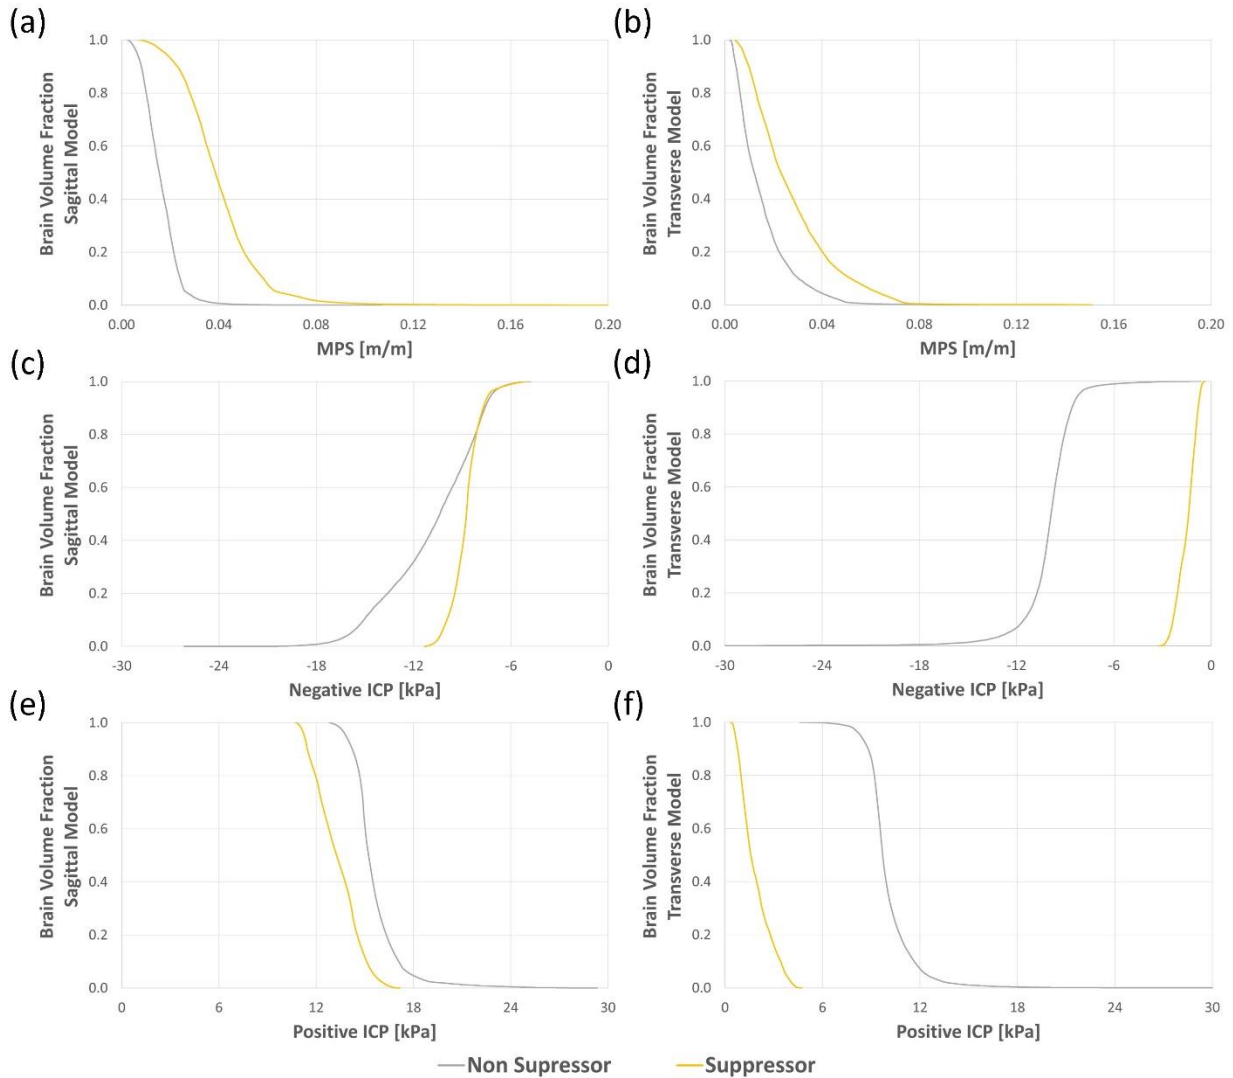 (a)
Brain Volume Fraction
Sagittal Model
1.0
0.8
0.6
0.4
0.2
0.0
0.00 0.04 0.08 0.12 0.16 0.20
MPS [m/m]
(b)
Brain Volume Fraction
Transverse Model
1.0
0.8
0.6
0.4
0.2
0.0
0.00 0.04 0.08 0.12 0.16 0.20
MPS [m/m]
(c)
Brain Volume Fraction
Sagittal Model
1.0
0.8
0.6
0.4
0.2
0.0
-30 -24 -18 -12 -6 0
Negative ICP [kPa]
(d)
Brain Volume Fraction
Transverse Model
1.0
0.8
0.6
0.4
0.2
0.0
-30 -24 -18 -12 -6 0
Negative ICP [kPa]
(e)
Brain Volume Fraction
Sagittal Model
1.0
0.8
0.6
0.4
0.2
0.0
0 6 12 18 24 30
Positive ICP [kPa]
(f)
Brain Volume Fraction
Transverse Model
1.0
0.8
0.6
0.4
0.2
0.0
0 6 12 18 24 30
Positive ICP [kPa]
Non Supressor Suppressor